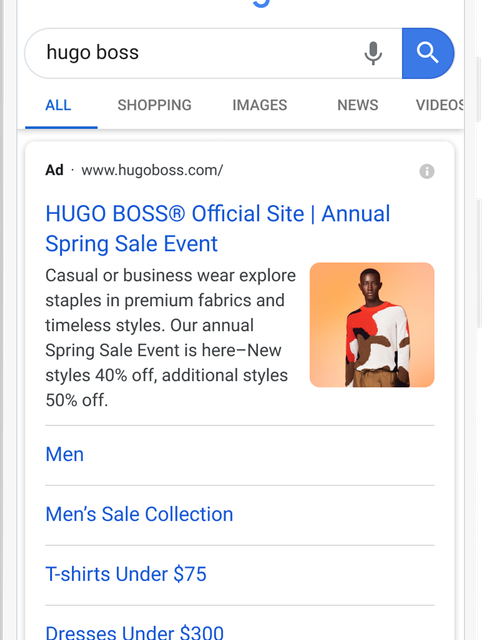 hugo boss
ALL SHOPPING IMAGES NEWS VIDEOS
Ad · www.hugoboss.com/
HUGO BOSS® Official Site | Annual
Spring Sale Event
Casual or business wear explore
staples in premium fabrics and
timeless styles. Our annual
Spring Sale Event is here–New
styles 40% off, additional styles
50% off.
Men
Men’s Sale Collection
T-shirts Under $75
Dresses Under $300